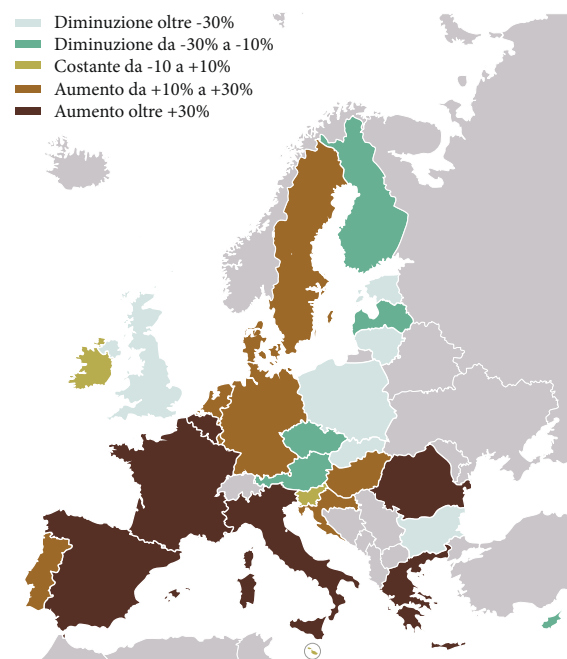 Diminuzione oltre -30%
Diminuzione da -30% a -10%
Costante da -10 a +10%
Aumento da +10% a +30%
Aumento oltre +30%